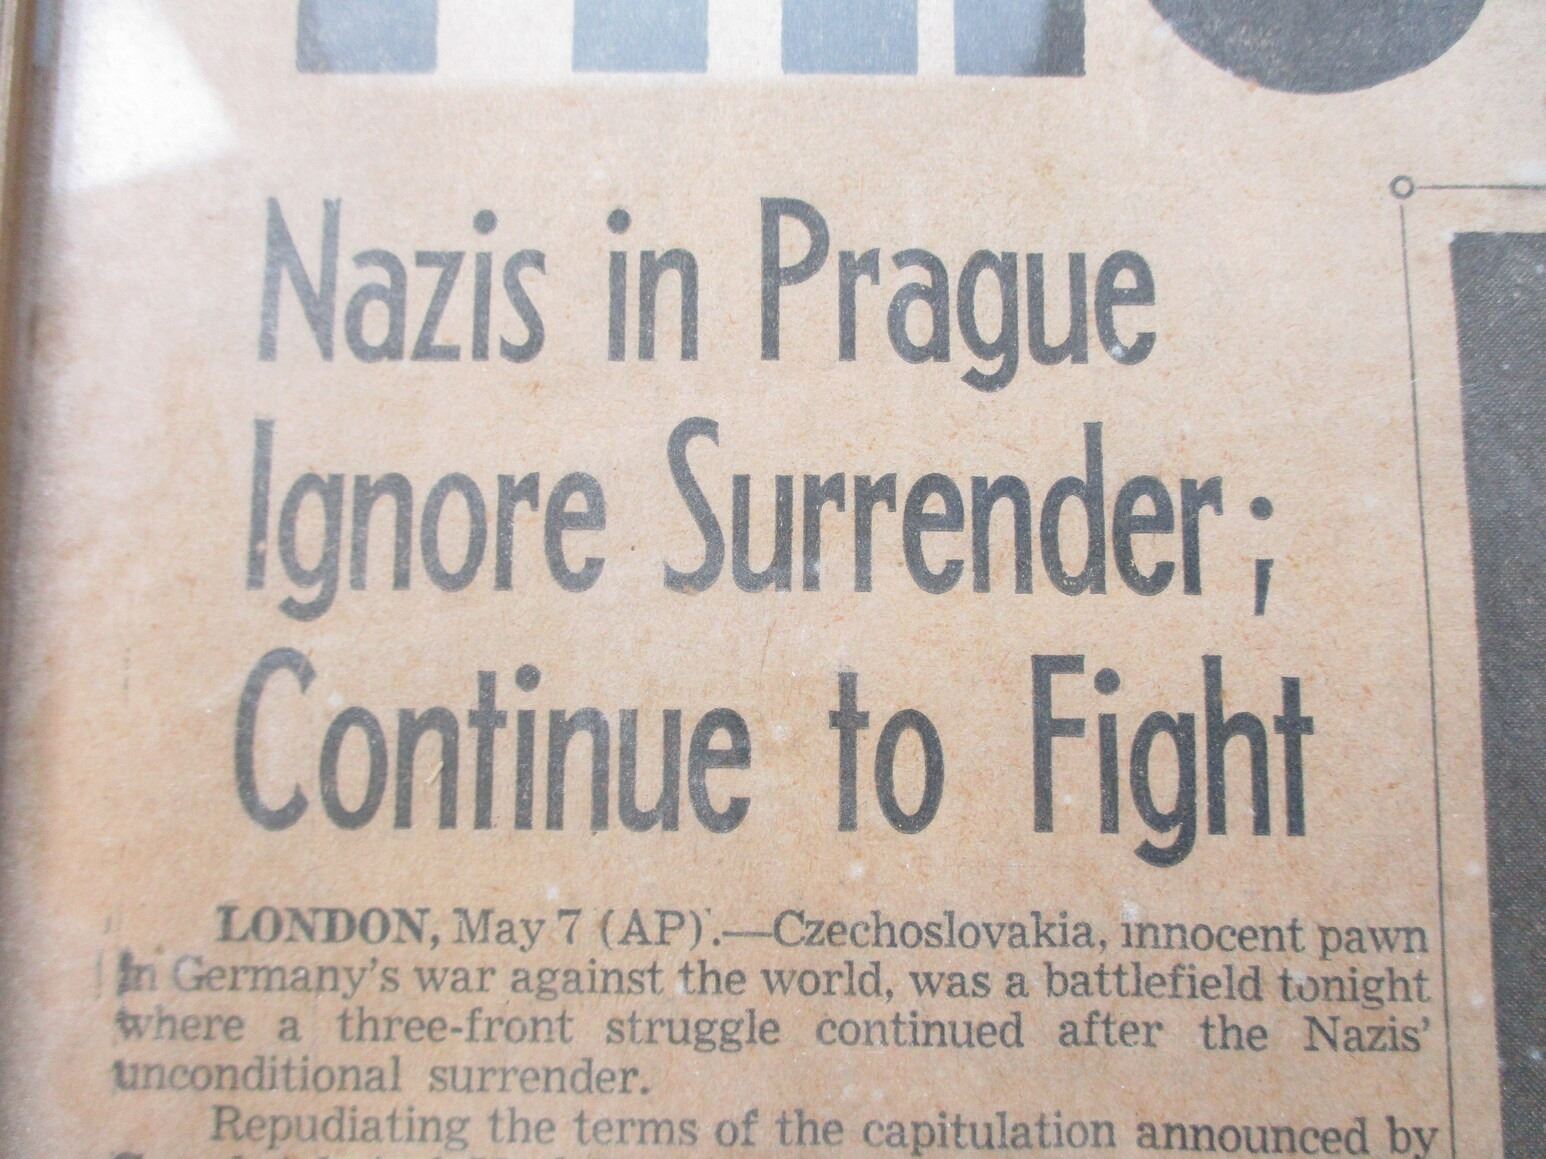 Nazis in Prague
Ignore Surrender;
Continue to Fight
LONDON, May 7 (AP).—Czechoslovakia, innocent pawn
in Germany's war against the world, was a battlefield tonight
where a three-front struggle continued after the Nazis'
unconditional surrender.
Repudiating the terms of the capitulation announced by